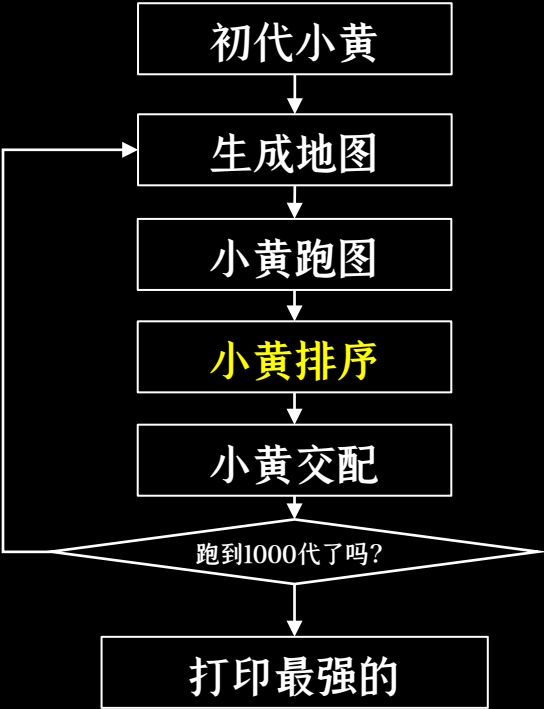 初代小黄
生成地图
小黄跑图
小黄排序
小黄交配
跑到1000代了吗？
打印最强的